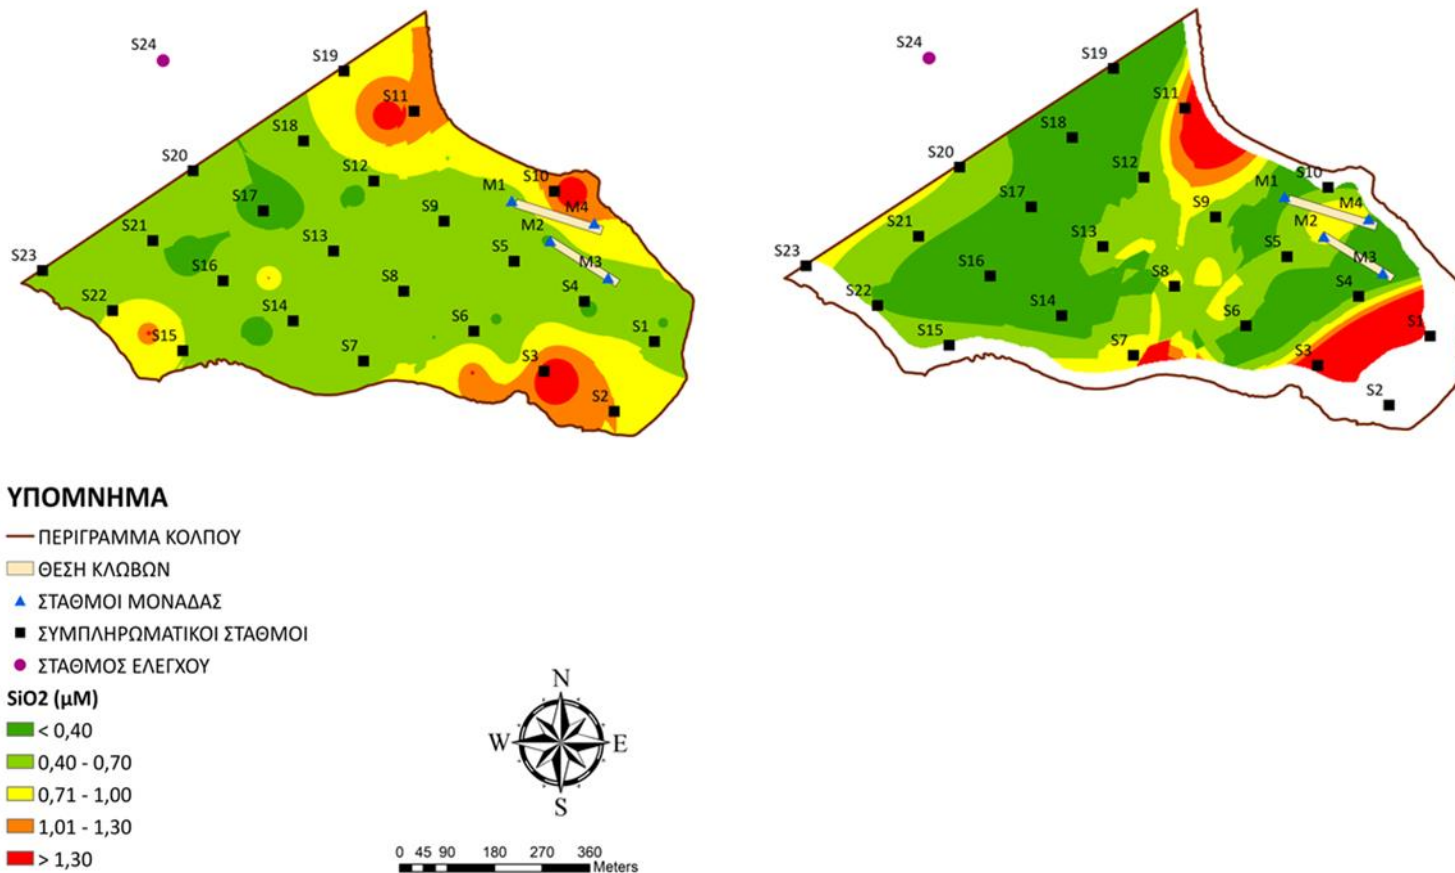 S24
S19
S11
S18
S20
S12
S10
M1
S17
S9
M4
M2
S21
S13
S5
S23
M3
S16
S8
S4
S22
S14
S6
S1
S15
S7
S3
S2
S24
S19
S11
S18
S20
S12
S10
M1
S17
S9
M4
M2
S21
S13
S5
S23
M3
S16
S8
S4
S22
S14
S6
S1
S15
S7
S3
S2
ΥΠΟΜΝΗΜΑ
ΠΕΡΙΓΡΑΜΜΑ ΚΟΛΠΟΥ
ΘΕΣΗ ΚΛΩΒΩΝ
ΣΤΑΘΜΟΙ ΜΟΝΑΔΑΣ
ΣΥΜΠΛΗΡΩΜΑΤΙΚΟΙ ΣΤΑΘΜΟΙ
ΣΤΑΘΜΟΣ ΕΛΕΓΧΟΥ
SiO2 (μM)
< 0,40
0,40 - 0,70
0,71 - 1,00
1,01 - 1,30
> 1,30
N
W E
S
0 45 90 180 270 360
Meters